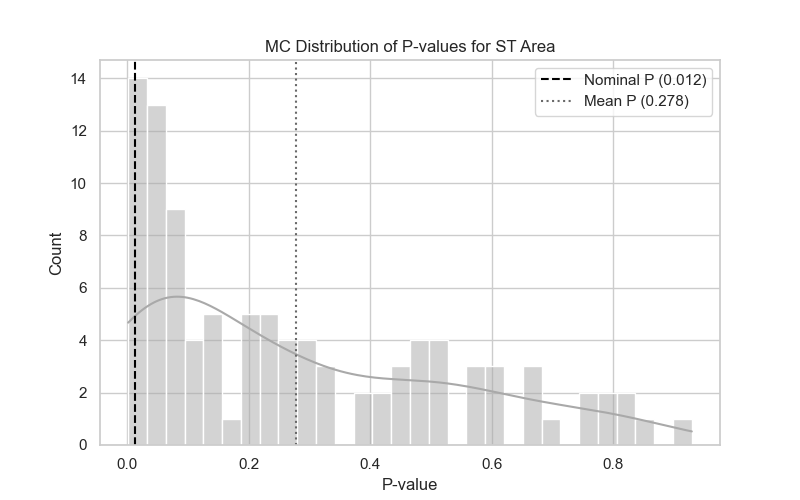 MC Distribution of P-values for ST Area
Nominal P (0.012)
Mean P (0.278)
14
12
10
8
6
4
2
0
Count
0.0 0.2 0.4 0.6 0.8
P-value